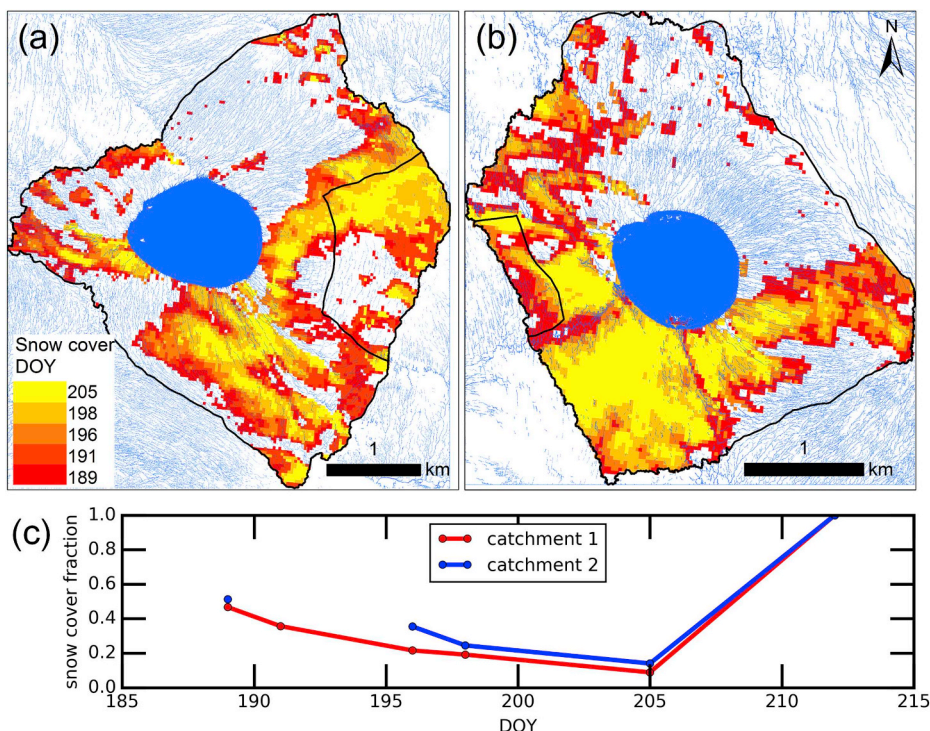 (a)
(b)
N
Snow cover
DOY
205
198
196
191
189
1
km
1
km
(c)
snow cover fraction
1.0
0.8
0.6
0.4
0.2
0.0
catchment 1
catchment 2
185
190
195
200
205
210
215
DOY